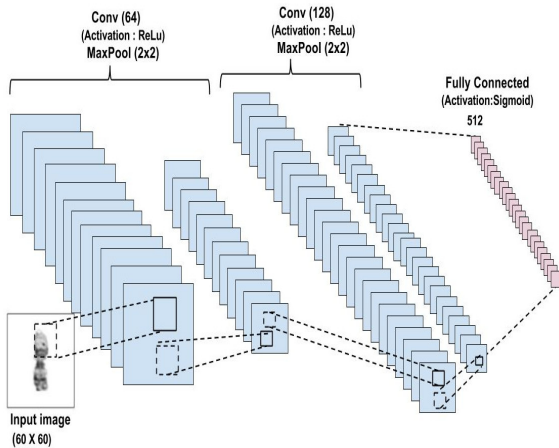 Conv (64)
(Activation : ReLu)
MaxPool (2x2)
Conv (128)
(Activation : ReLu)
MaxPool (2x2)
Fully Connected
(Activation:Sigmoid)
512
Input image
(60 X 60)